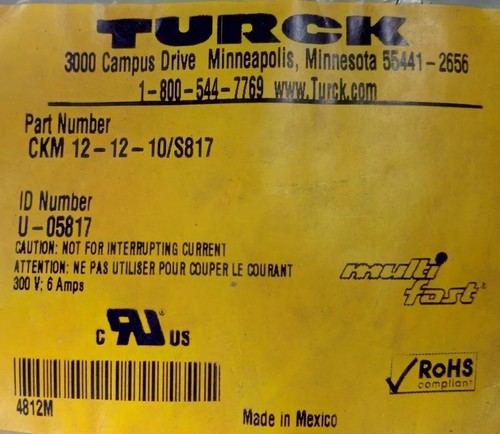 TURCK
3000 Campus Drive Minneapolis, Minnesota 55441-2656
1-800-544-7769 www.Turck.com
Part Number
CKM 12-12-10/S817
ID Number
U-05817
CAUTION: NOT FOR INTERRUPTING CURRENT
ATTENTION: NE PAS UTILISER POUR COUPER LE COURANT
300 V: 6 Amps
multi
fast®
c RU US
RoHS
compliant
4812M
Made in Mexico